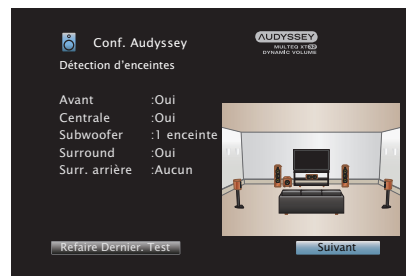 Conf. Audyssey
AUDYSSEY
MULTEQ XT32
DYNAMIC VOLUME
Détection d'enceintes
Avant :Oui
Centrale :Oui
Subwoofer :1 enceinte
Surround :Oui
Surr. arrière :Aucun
Refaire Dernier. Test
Suivant